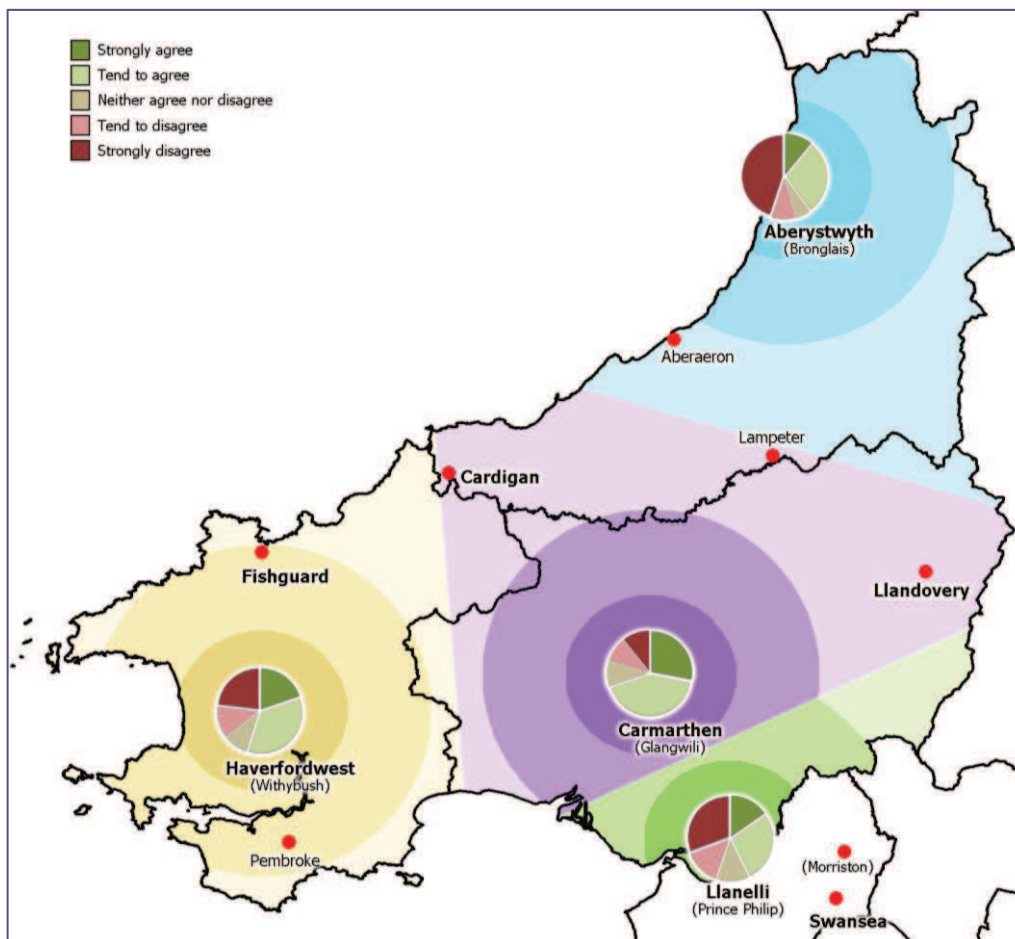 Strongly agree
Tend to agree
Neither agree nor disagree
Tend to disagree
Strongly disagree
Aberystwyth
(Bronglais)
Aberaeron
Lampeter
Cardigan
Fishguard
Llandovery
Carmarthen
(Glangwili)
Haverfordwest
(Withybush)
Pembroke
(Morriston)
Llanelli
(Prince Philip)
Swansea